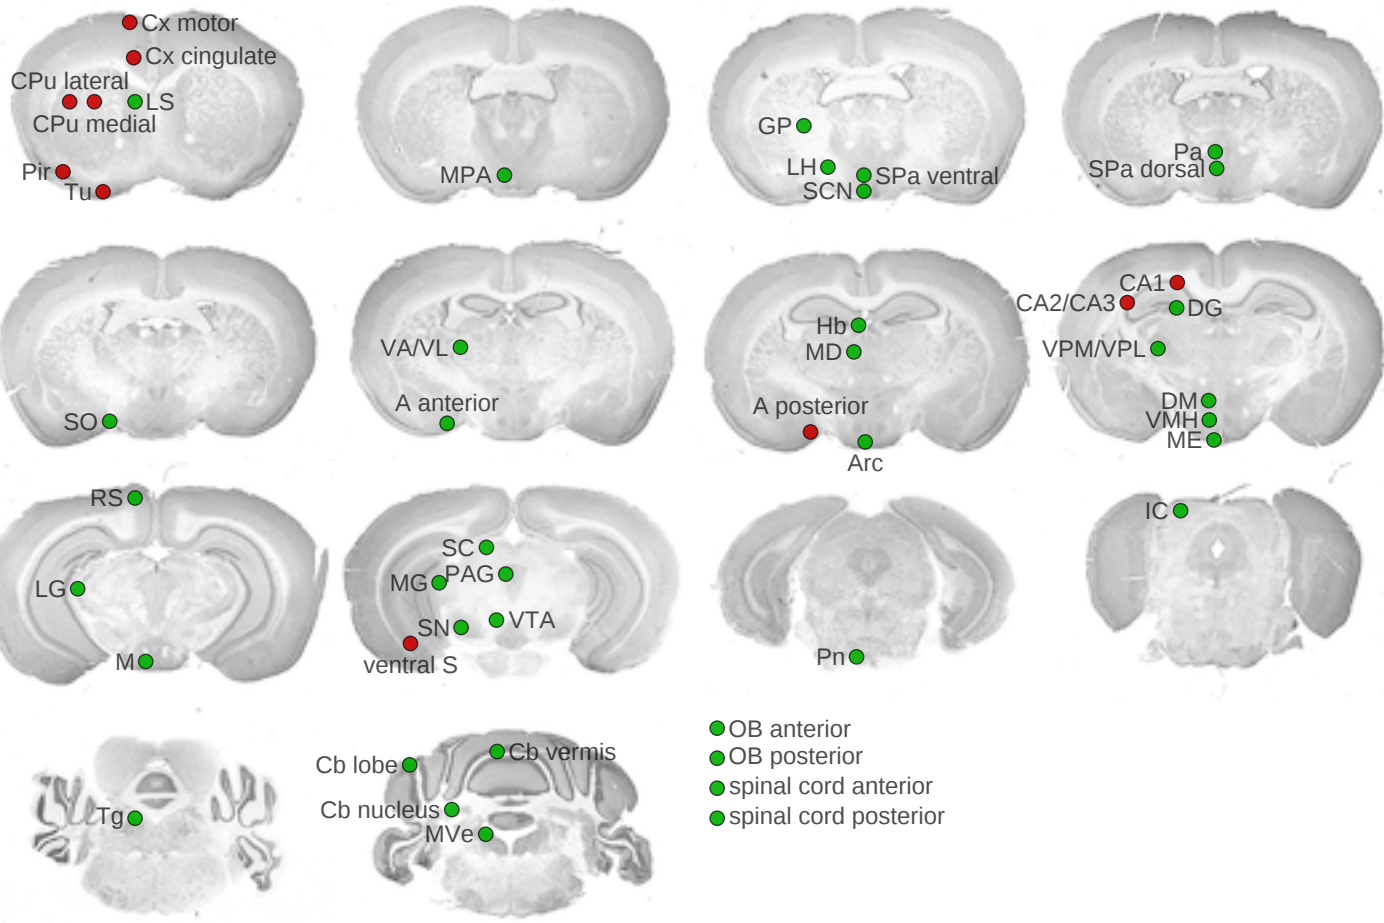 Cx motor
Cx cingulate
CPu lateral
LS
CPu medial
Pir
Tu
MPA
GP
LH
SPa ventral
SCN
Pa
SPa dorsal
SO
VA/VL
A anterior
Hb
MD
A posterior
Arc
CA1
CA2/CA3
DG
VPM/VPL
DM
VMH
ME
RS
LG
M
SC
MG
PAG
SN
VTA
ventral S
Pn
IC
Tg
Cb lobe
Cb vermis
Cb nucleus
MVe
OB anterior
OB posterior
spinal cord anterior
spinal cord posterior